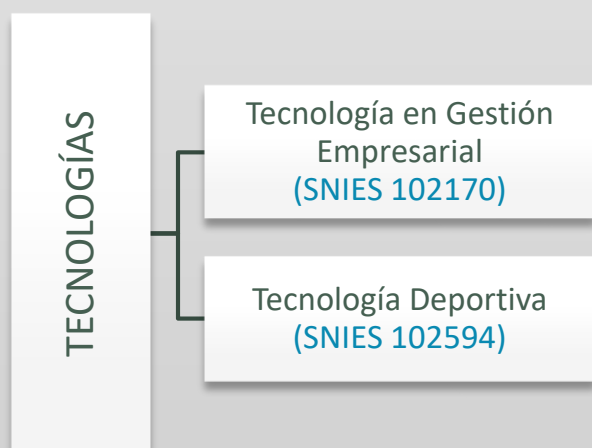 TECNOLOGÍAS
Tecnología en Gestión
Empresarial
(SNIES 102170)
Tecnología Deportiva
(SNIES 102594)